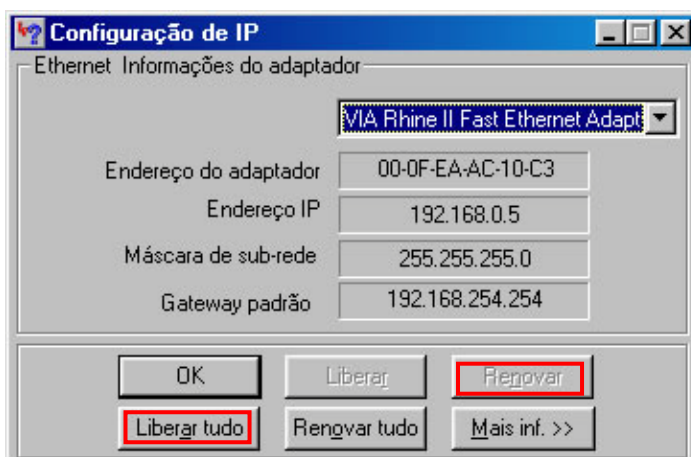 Configuração de IP
Ethernet Informações do adaptador
VIA Rhine II Fast Ethernet Adapt
Endereço do adaptador 00-0F-EA-AC-10-C3
Endereço IP 192.168.0.5
Máscara de sub-rede 255.255.255.0
Gateway padrão 192.168.254.254
OK Liberar Renovar
Liberar tudo Renovar tudo Mais inf. >>